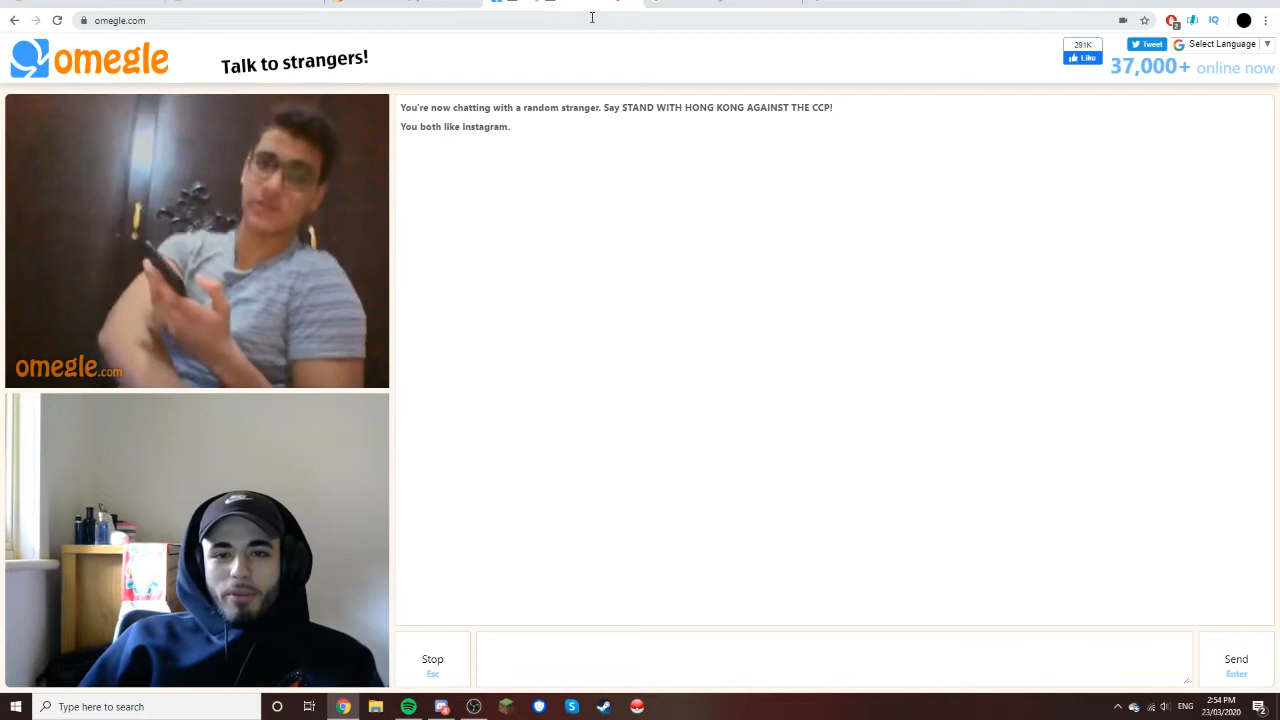 omegle.com
omegle
Talk to strangers!
291K
Like
Tweet
Select Language
37,000+ online now
You're now chatting with a random stranger. Say STAND WITH HONG KONG AGAINST THE CCP!
You both like instagram.
omegle.com
Stop
Esc
Send
Enter
Type here to search
ENG
2:54 PM
23/03/2020